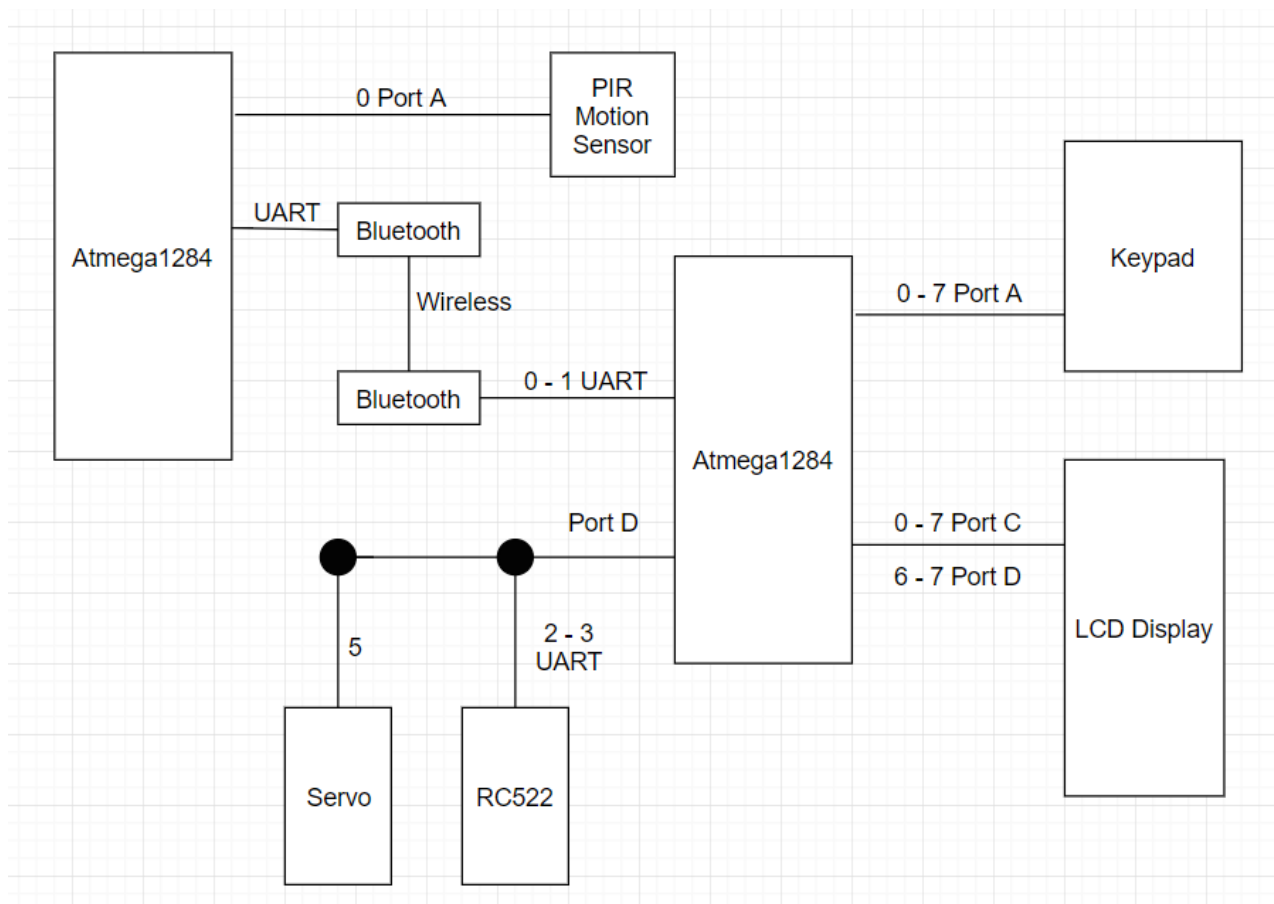 0 Port A
PIR
Motion
Sensor
UART
Bluetooth
Atmega1284
Keypad
0 - 7 Port A
Wireless
0 - 1 UART
Bluetooth
Atmega1284
Port D
0 - 7 Port C
6 - 7 Port D
LCD Display
5
2 - 3
UART
Servo
RC522